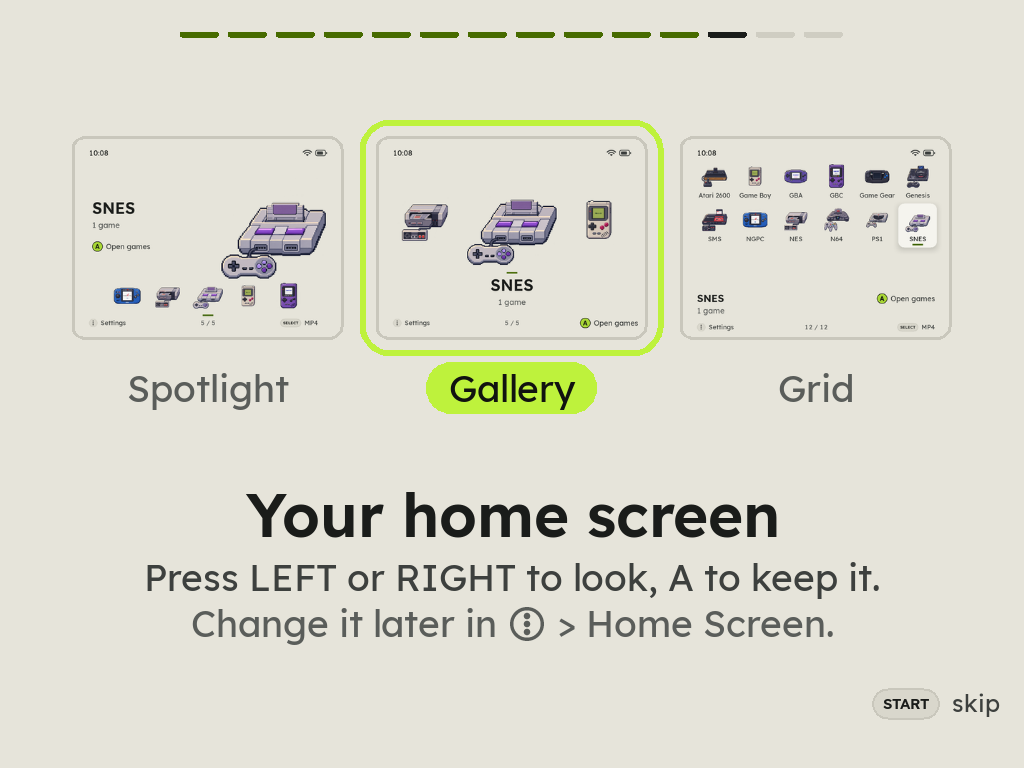 10:08
SNES
1 game
A Open games
Settings
5 / 5
SELECT MP4
Spotlight
10:08
SNES
1 game
Settings
5 / 5
A Open games
Gallery
10:08
Atari 2600 Game Boy GBA GBC Game Gear Genesis
SMS NGPC NES N64 PS1 SNES
SNES
1 game
A Open games
Settings
12 / 12
SELECT MP4
Grid
Your home screen
Press LEFT or RIGHT to look, A to keep it.
Change it later in > Home Screen.
START skip